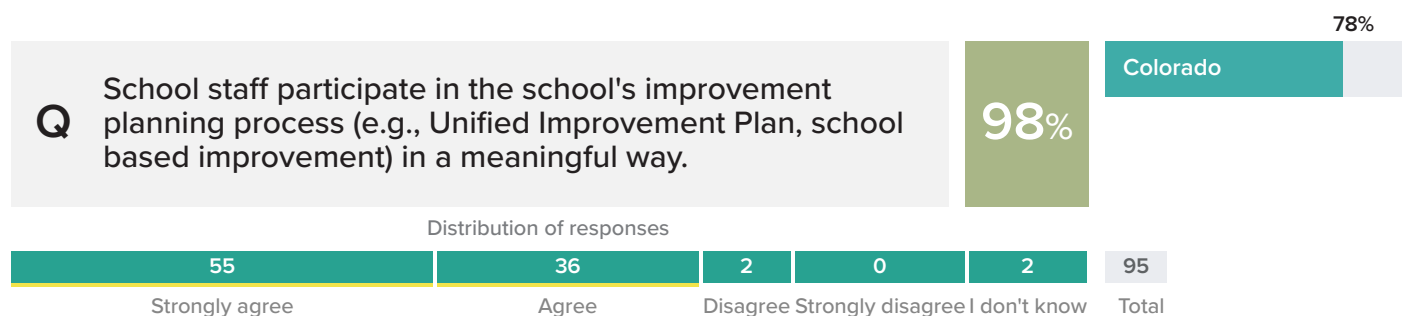 78%
Q
School staff participate in the school's improvement
planning process (e.g., Unified Improvement Plan, school
based improvement) in a meaningful way.
98%
Colorado
Distribution of responses
55 36 2 0 2 95
Strongly agree Agree Disagree Strongly disagree I don't know Total